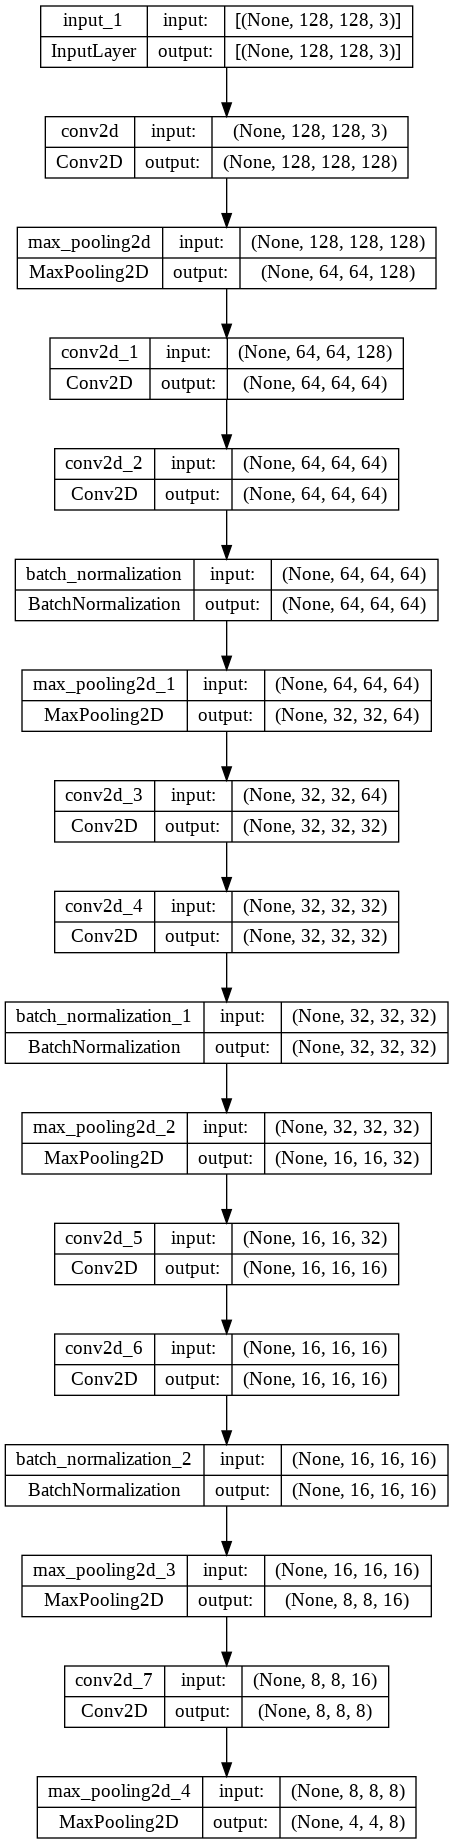 input_1 input: [(None, 128, 128, 3)]
InputLayer output: [(None, 128, 128, 3)]
conv2d input: (None, 128, 128, 3)
Conv2D output: (None, 128, 128, 128)
max_pooling2d input: (None, 128, 128, 128)
MaxPooling2D output: (None, 64, 64, 128)
conv2d_1 input: (None, 64, 64, 128)
Conv2D output: (None, 64, 64, 64)
conv2d_2 input: (None, 64, 64, 64)
Conv2D output: (None, 64, 64, 64)
batch_normalization input: (None, 64, 64, 64)
BatchNormalization output: (None, 64, 64, 64)
max_pooling2d_1 input: (None, 64, 64, 64)
MaxPooling2D output: (None, 32, 32, 64)
conv2d_3 input: (None, 32, 32, 64)
Conv2D output: (None, 32, 32, 32)
conv2d_4 input: (None, 32, 32, 32)
Conv2D output: (None, 32, 32, 32)
batch_normalization_1 input: (None, 32, 32, 32)
BatchNormalization output: (None, 32, 32, 32)
max_pooling2d_2 input: (None, 32, 32, 32)
MaxPooling2D output: (None, 16, 16, 32)
conv2d_5 input: (None, 16, 16, 32)
Conv2D output: (None, 16, 16, 16)
conv2d_6 input: (None, 16, 16, 16)
Conv2D output: (None, 16, 16, 16)
batch_normalization_2 input: (None, 16, 16, 16)
BatchNormalization output: (None, 16, 16, 16)
max_pooling2d_3 input: (None, 16, 16, 16)
MaxPooling2D output: (None, 8, 8, 16)
conv2d_7 input: (None, 8, 8, 16)
Conv2D output: (None, 8, 8, 8)
max_pooling2d_4 input: (None, 8, 8, 8)
MaxPooling2D output: (None, 4, 4, 8)